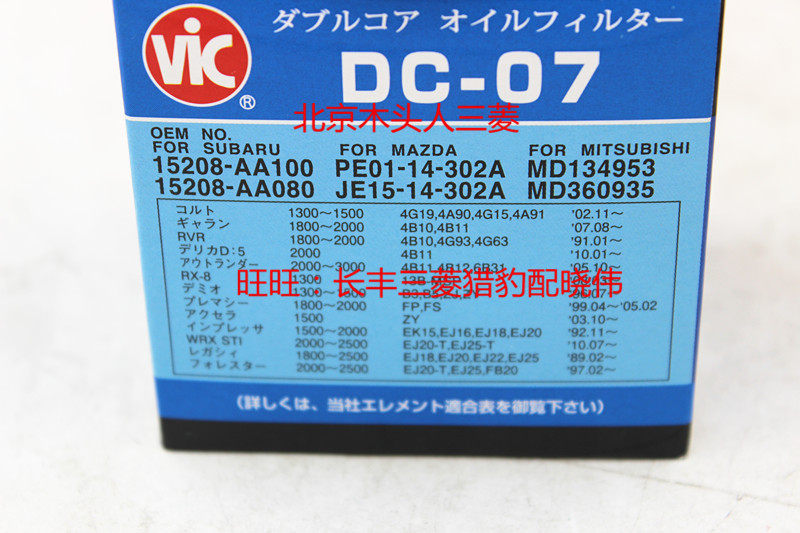 ViC
®
ダブルコア オイルフィルター
DC-07
北京木头人三菱
OEM NO.
FOR SUBARU FOR MAZDA FOR MITSUBISHI
15208-AA100 PE01-14-302A MD134953
15208-AA080 JE15-14-302A MD360935
コルト 1300～1500 4G19,4A90,4G15,4A91 '02.11～
ギャラン 1800～2000 4B10,4B11 '07.08～
RVR 1800～2000 4B10,4G93,4G63 '91.01～
デリカD:5 2000 4B11 '10.01～
アウトランダー 2000～3000 4B11,4B12,6B31 '05.10～
RX-8 1300 13B
旺旺：长丰三菱猎豹配晓伟
デミオ 1300～1500
プレマシー 1800～2000 FP,FS '99.04～'05.02
アクセラ 1500 ZY '03.10～
インプレッサ 1500～2000 EK15,EJ16,EJ18,EJ20 '92.11～
WRX STI 2000～2500 EJ20-T,EJ25-T '10.07～
レガシィ 1800～2500 EJ18,EJ20,EJ22,EJ25 '89.02～
フォレスター 2000～2500 EJ20-T,EJ25,FB20 '97.02～
（詳しくは、当社エレメント適合表を御覧下さい）